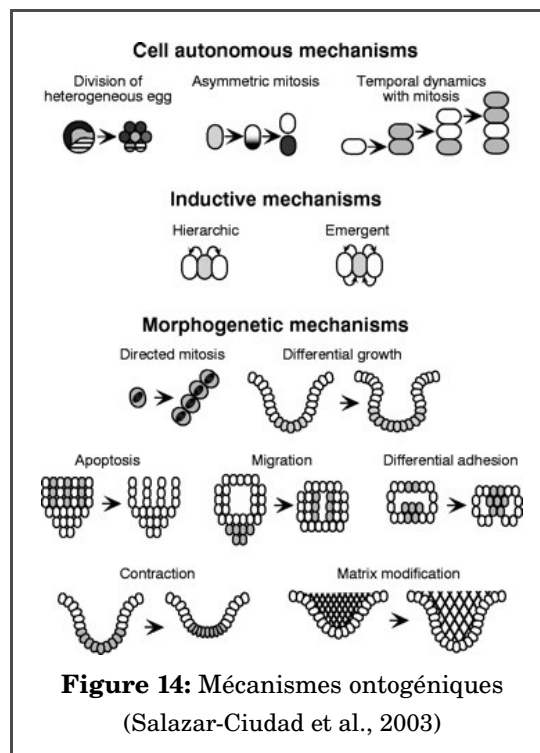 Cell autonomous mechanisms
Division of
heterogeneous egg
Asymmetric mitosis
Temporal dynamics
with mitosis
Inductive mechanisms
Hierarchic
Emergent
Morphogenetic mechanisms
Directed mitosis
Differential growth
Apoptosis
Migration
Differential adhesion
Contraction
Matrix modification
Figure 14: Mécanismes ontogéniques
(Salazar-Ciudad et al., 2003)